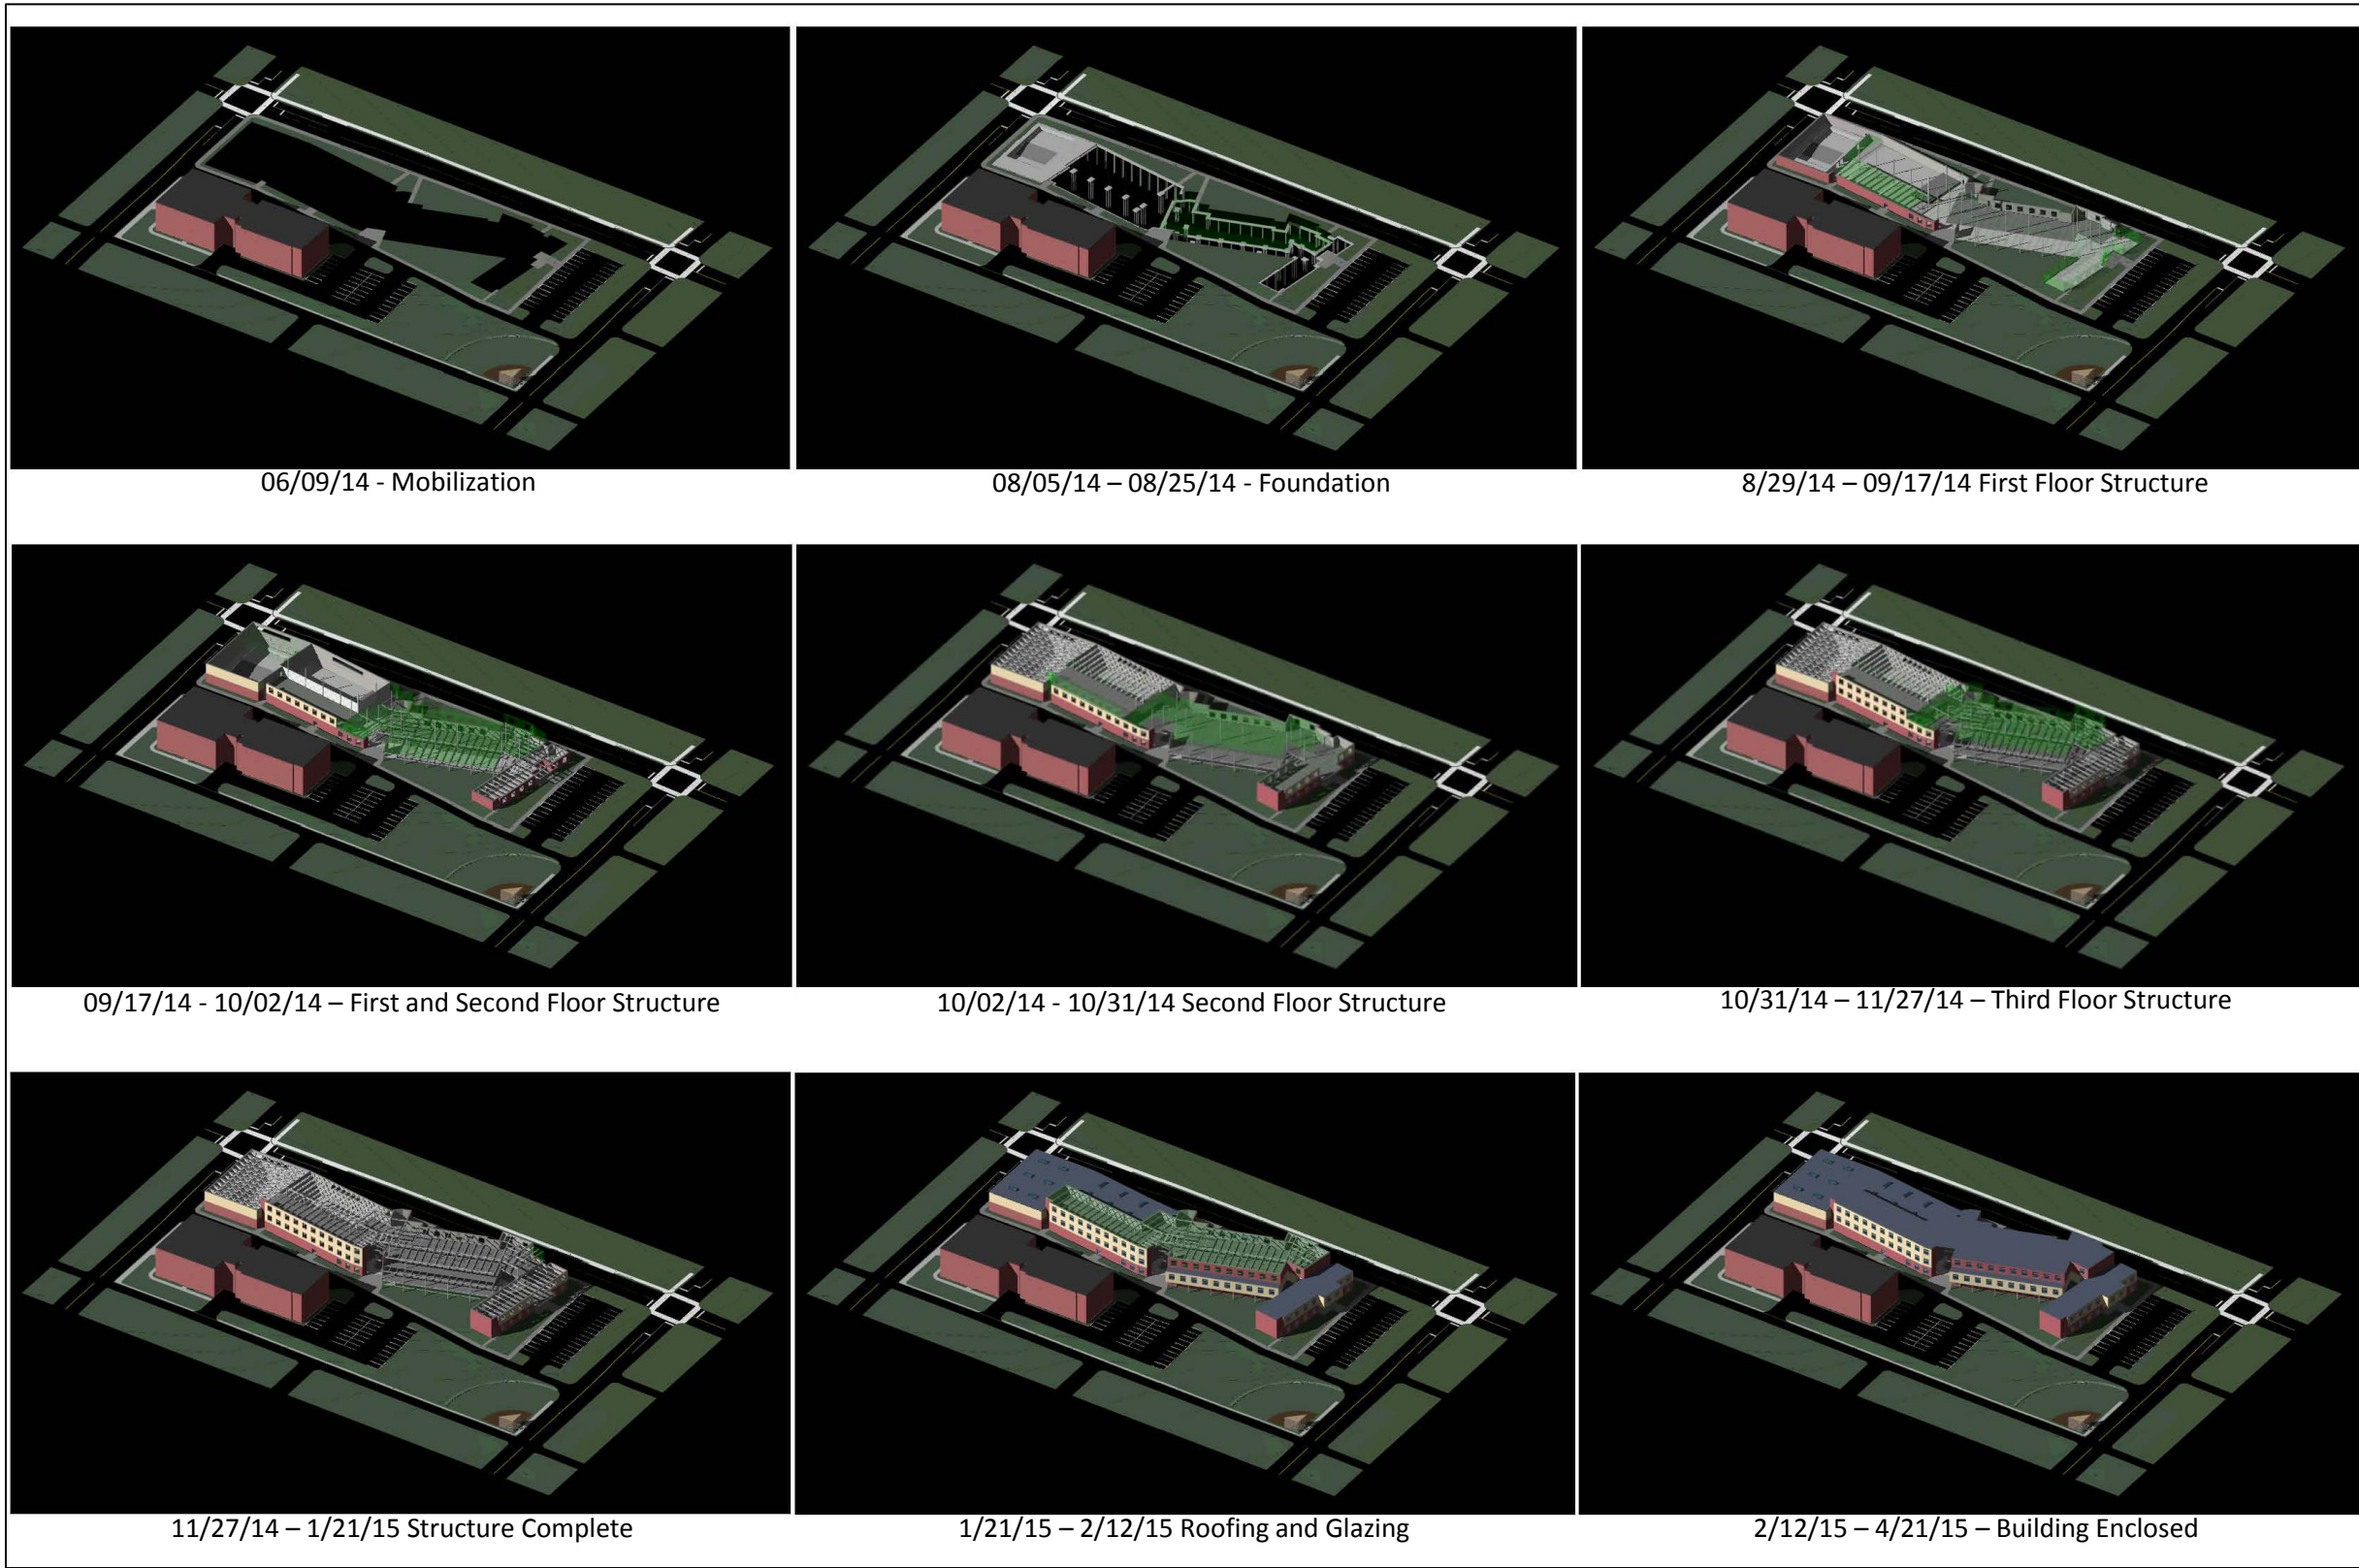 06/09/14 - Mobilization
08/05/14 – 08/25/14 - Foundation
8/29/14 – 09/17/14 First Floor Structure
09/17/14 - 10/02/14 – First and Second Floor Structure
10/02/14 - 10/31/14 Second Floor Structure
10/31/14 – 11/27/14 – Third Floor Structure
11/27/14 – 1/21/15 Structure Complete
1/21/15 – 2/12/15 Roofing and Glazing
2/12/15 – 4/21/15 – Building Enclosed